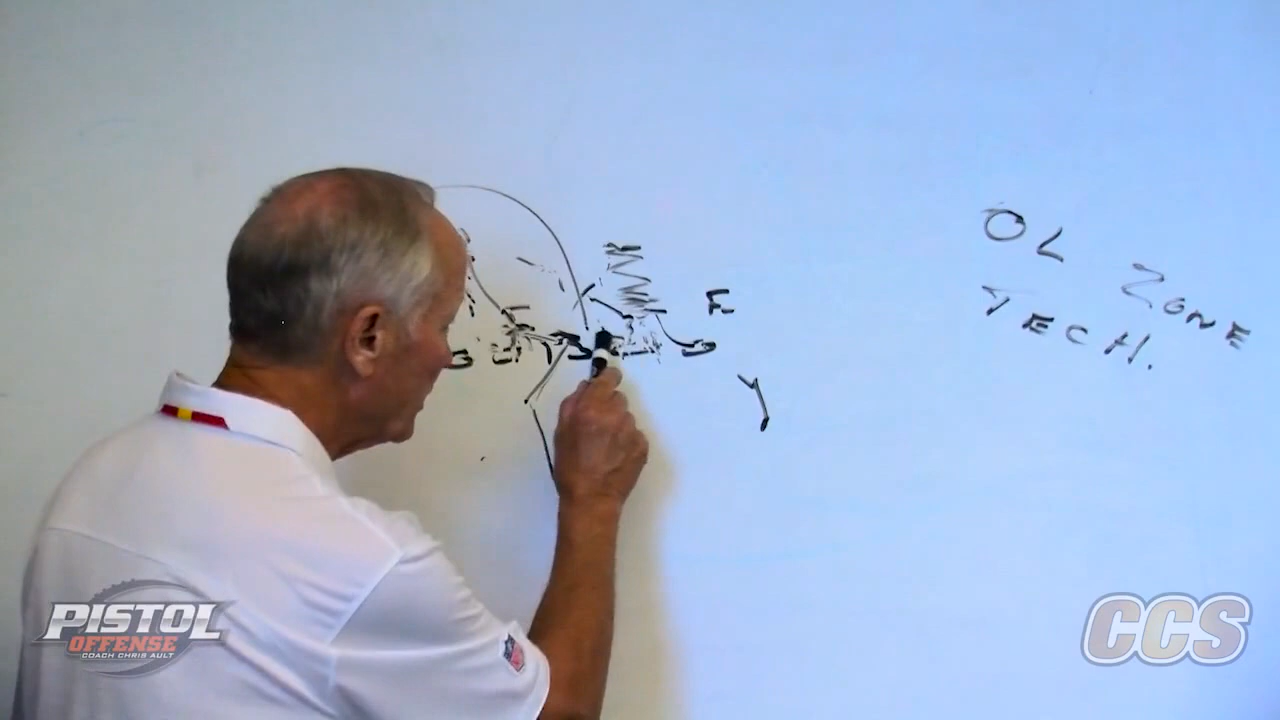 OL ZONE
TECH.
E
Y
PISTOL
OFFENSE
COACH CHRIS AULT
CCS